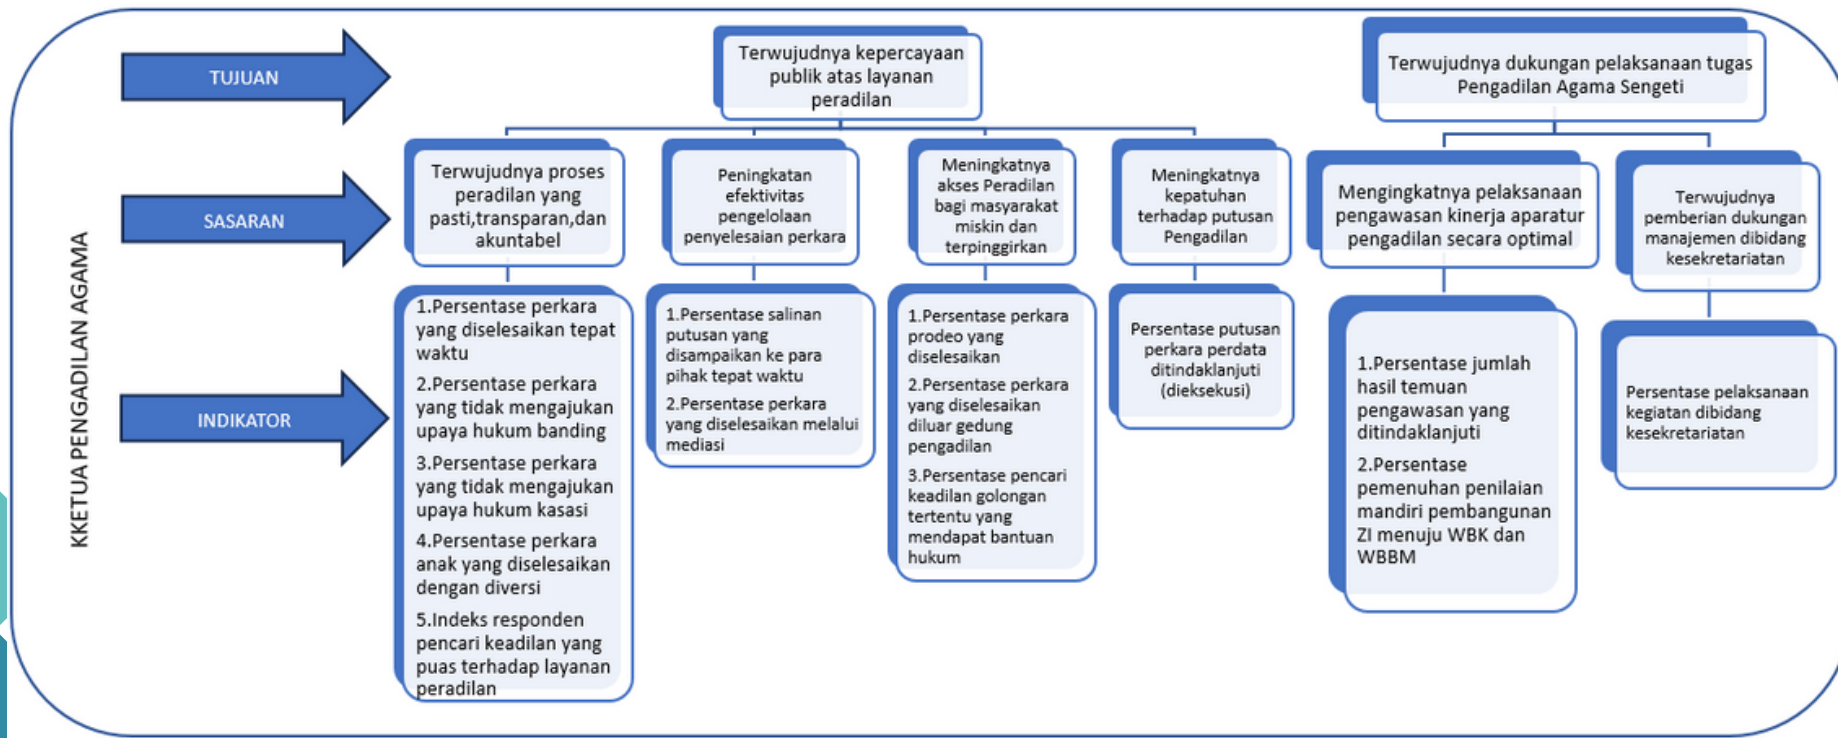 KKETUA PENGADILAN AGAMA
TUJUAN
Terwujudnya kepercayaan
publik atas layanan
peradilan
Terwujudnya dukungan pelaksanaan tugas
Pengadilan Agama Sengeti
SASARAN
Terwujudnya proses
peradilan yang
pasti,transparan,dan
akuntabel
Peningkatan
efektivitas
pengelolaan
penyelesaian perkara
Meningkatnya
akses Peradilan
bagi masyarakat
miskin dan
terpinggirkan
Meningkatnya
kepatuhan
terhadap putusan
Pengadilan
Mengingkatnya pelaksanaan
pengawasan kinerja aparatur
pengadilan secara optimal
Terwujudnya
pemberian dukungan
manajemen dibidang
kesekretariatan
INDIKATOR
1.Persentase perkara
yang diselesaikan tepat
waktu
2.Persentase perkara
yang tidak mengajukan
upaya hukum banding
3.Persentase perkara
yang tidak mengajukan
upaya hukum kasasi
4.Persentase perkara
anak yang diselesaikan
dengan diversi
5.Indeks responden
pencari keadilan yang
puas terhadap layanan
peradilan
1.Persentase salinan
putusan yang
disampaikan ke para
pihak tepat waktu
2.Persentase perkara
yang diselesaikan melalui
mediasi
1.Persentase perkara
prodeo yang
diselesaikan
2.Persentase perkara
yang diselesaikan
diluar gedung
pengadilan
3.Persentase pencari
keadilan golongan
tertentu yang
mendapat bantuan
hukum
Persentase putusan
perkara perdata
ditindaklanjuti
(dieksekusi)
1.Persentase jumlah
hasil temuan
pengawasan yang
ditindaklanjuti
2.Persentase
pemenuhan penilaian
mandiri pembangunan
ZI menuju WBK dan
WBBM
Persentase pelaksanaan
kegiatan dibidang
kesekretariatan